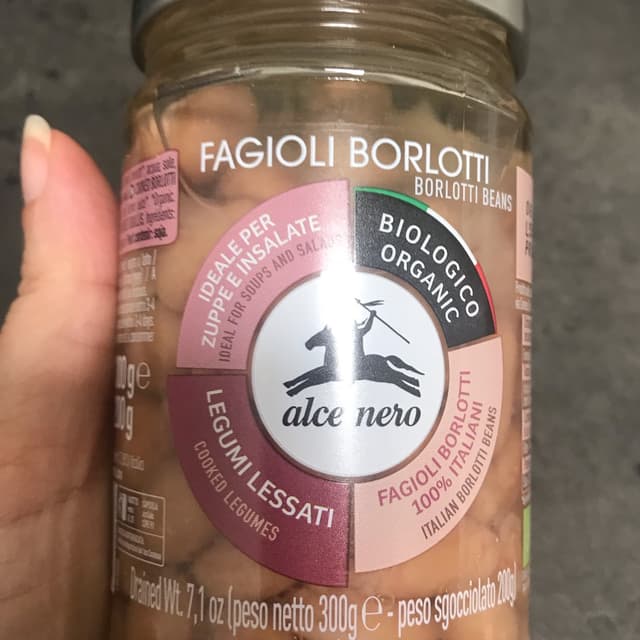 FAGIOLI BORLOTTI
BORLOTTI BEANS
IDEALE PER
ZUPPE E INSALATE
IDEAL FOR SOUPS AND SALADS
BIOLOGICO
ORGANIC
alce nero
LEGUMI LESSATI
COOKED LEGUMES
FAGIOLI BORLOTTI
100% ITALIANI
ITALIAN BORLOTTI BEANS
Drained Wt. 7,1 oz (peso netto 300g e - peso sgocciolato 200g)